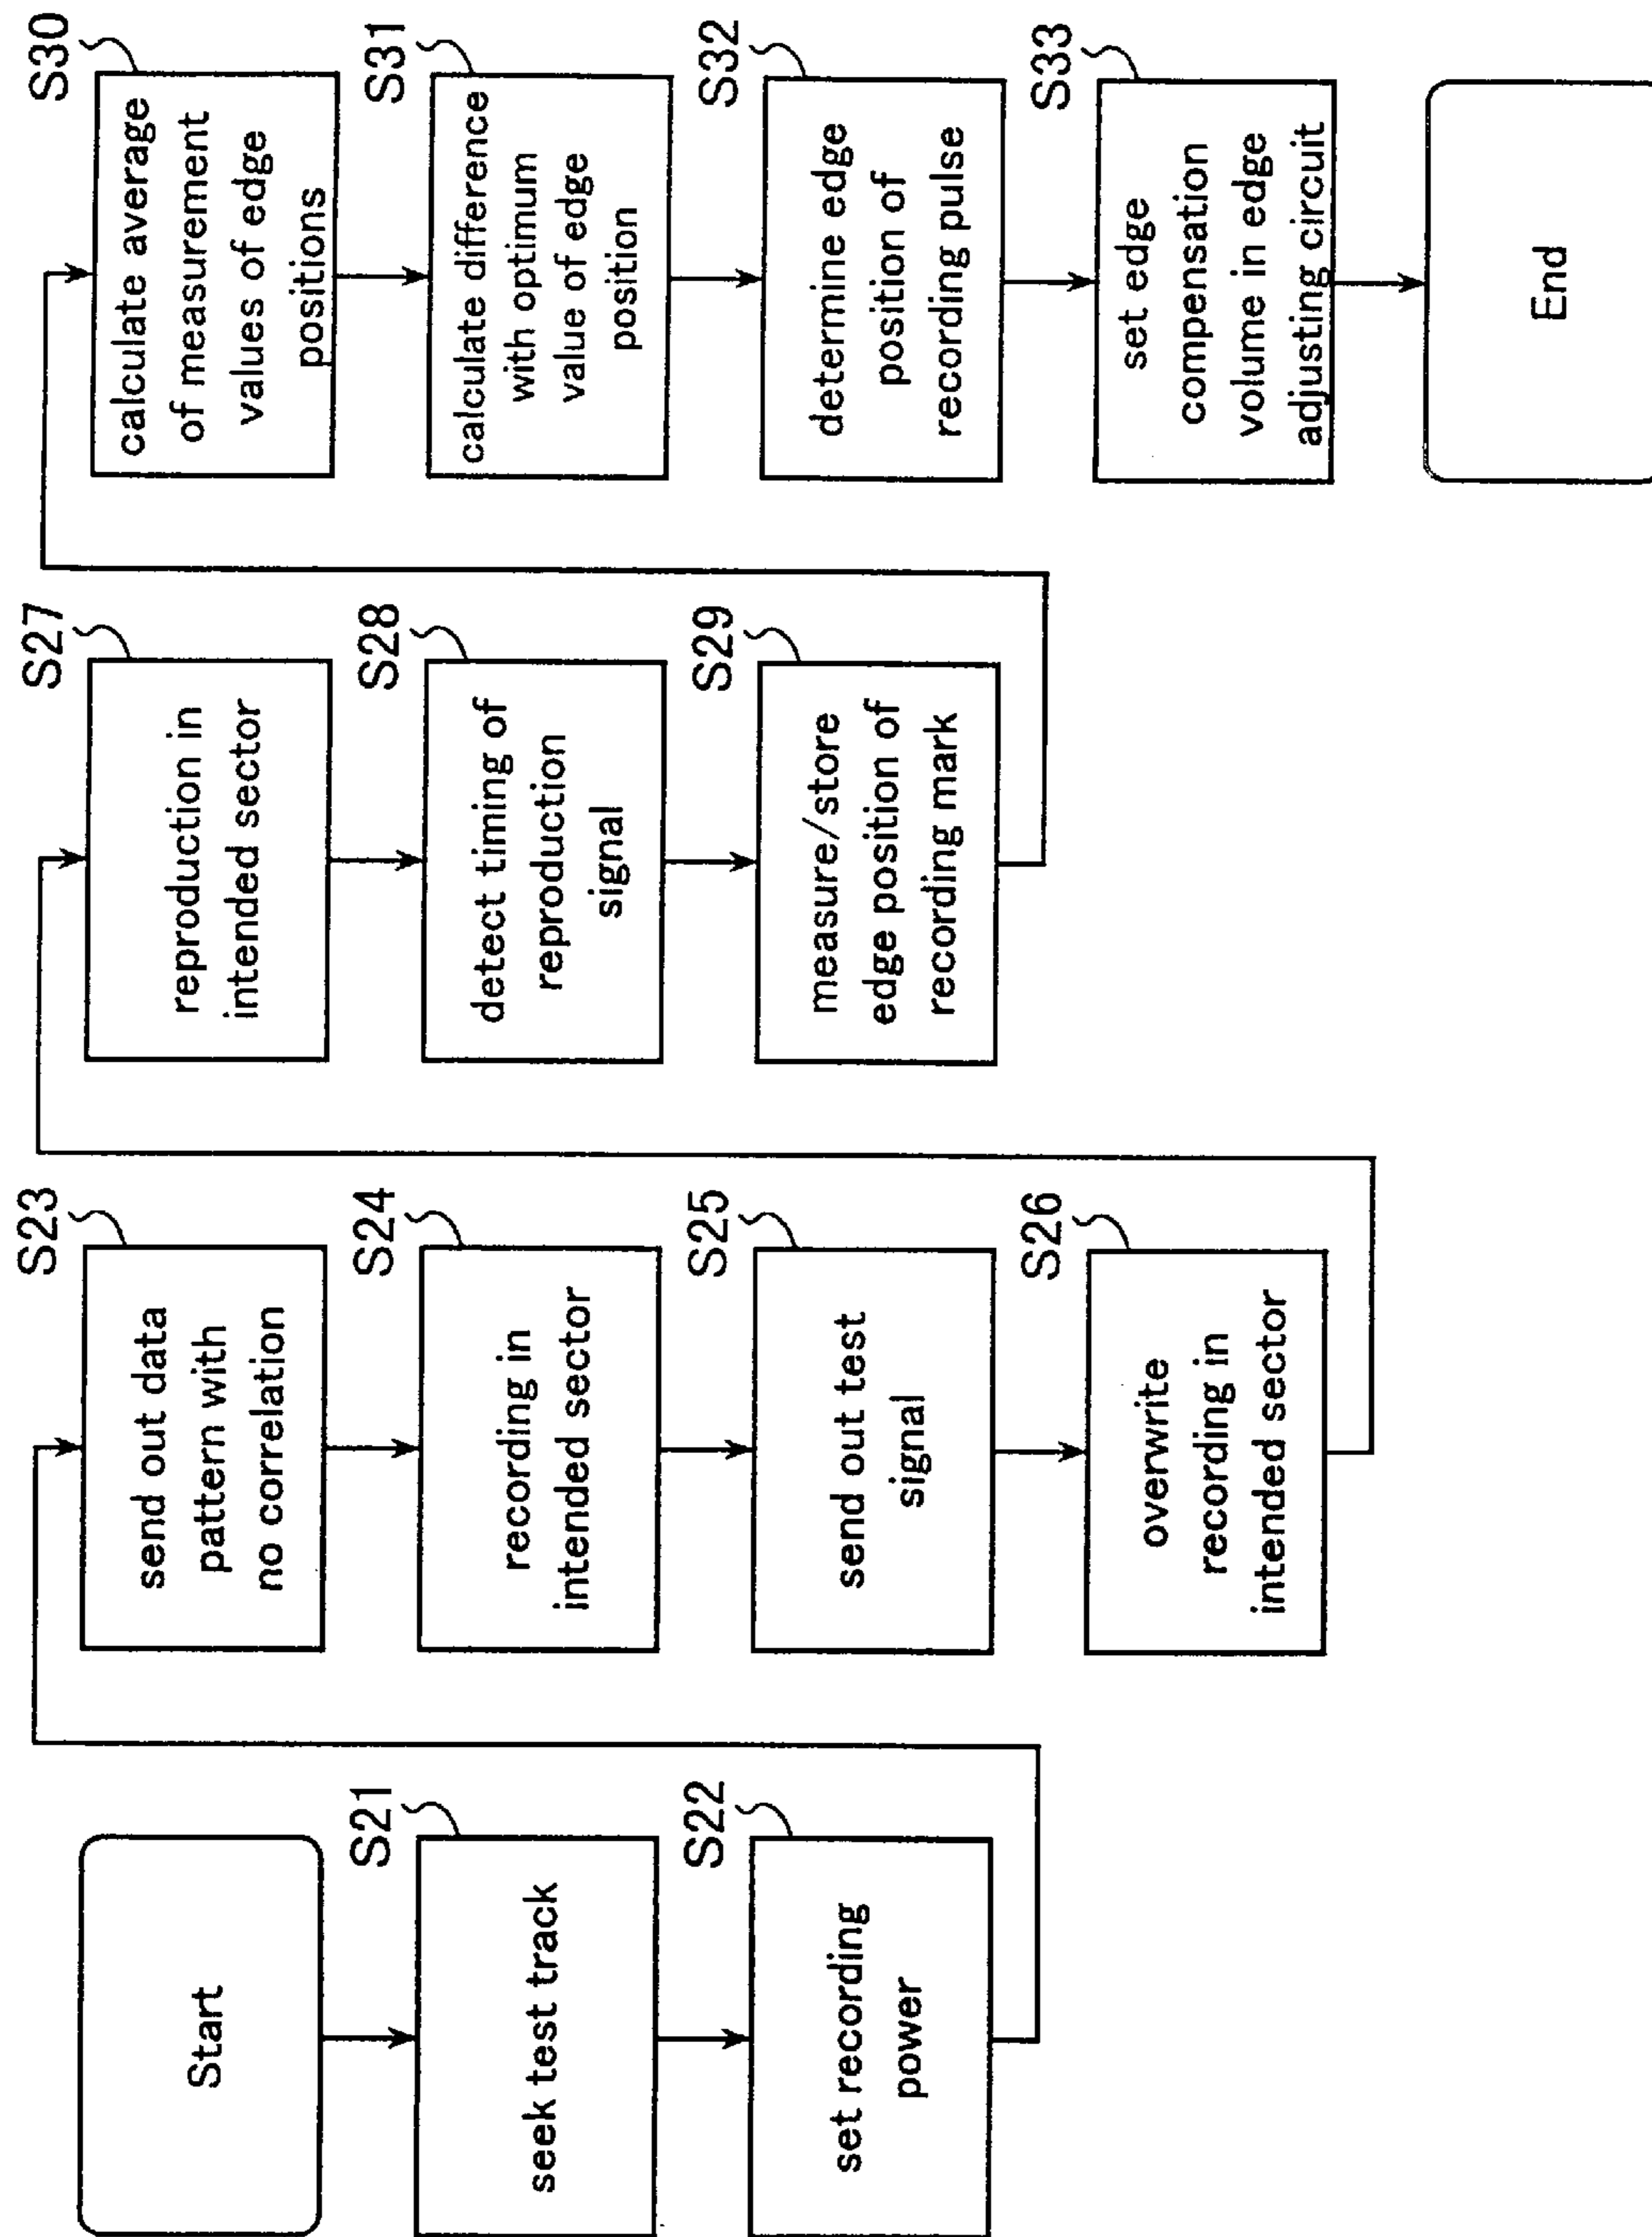 Start
S21
seek test track
S22
set recording
power
S23
send out data
pattern with
no correlation
S24
recording in
intended sector
S25
send out test
signal
S26
overwrite
recording in
intended sector
S27
reproduction in
intended sector
S28
detect timing of
reproduction
signal
S29
measure/store
edge position of
recording mark
S30
calculate average
of measurement
values of edge
positions
S31
calculate difference
with optimum
value of edge
position
S32
determine edge
position of
recording pulse
S33
set edge
compensation
volume in edge
adjusting circuit
End